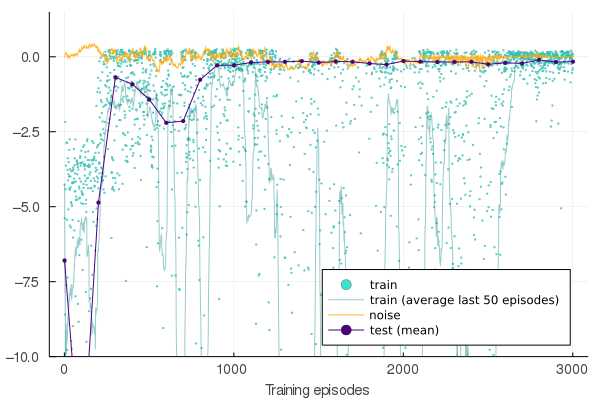 0.0
−2.5
−5.0
−7.5
−10.0
train
train (average last 50 episodes)
noise
test (mean)
0 1000 2000 3000
Training episodes